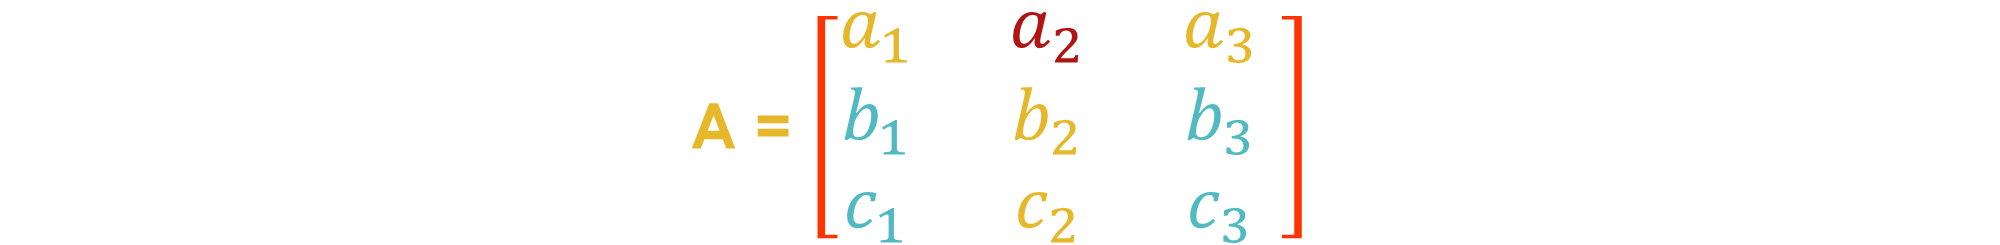 a₁ a₂ a₃
A = [ b₁ b₂ b₃ ]
c₁ c₂ c₃